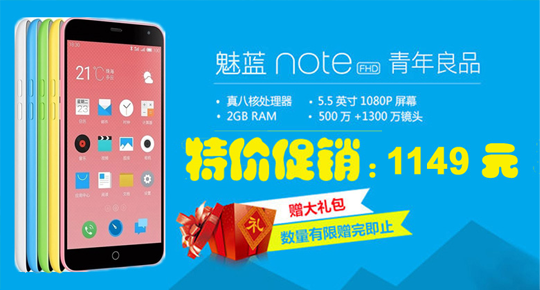 21°C 珠海
魅蓝 note FHD 青年良品
• 真八核处理器
• 5.5 英寸 1080P 屏幕
• 2GB RAM
• 500 万 +1300 万镜头
特价促销：1149 元
赠大礼包
礼
数量有限赠完即止